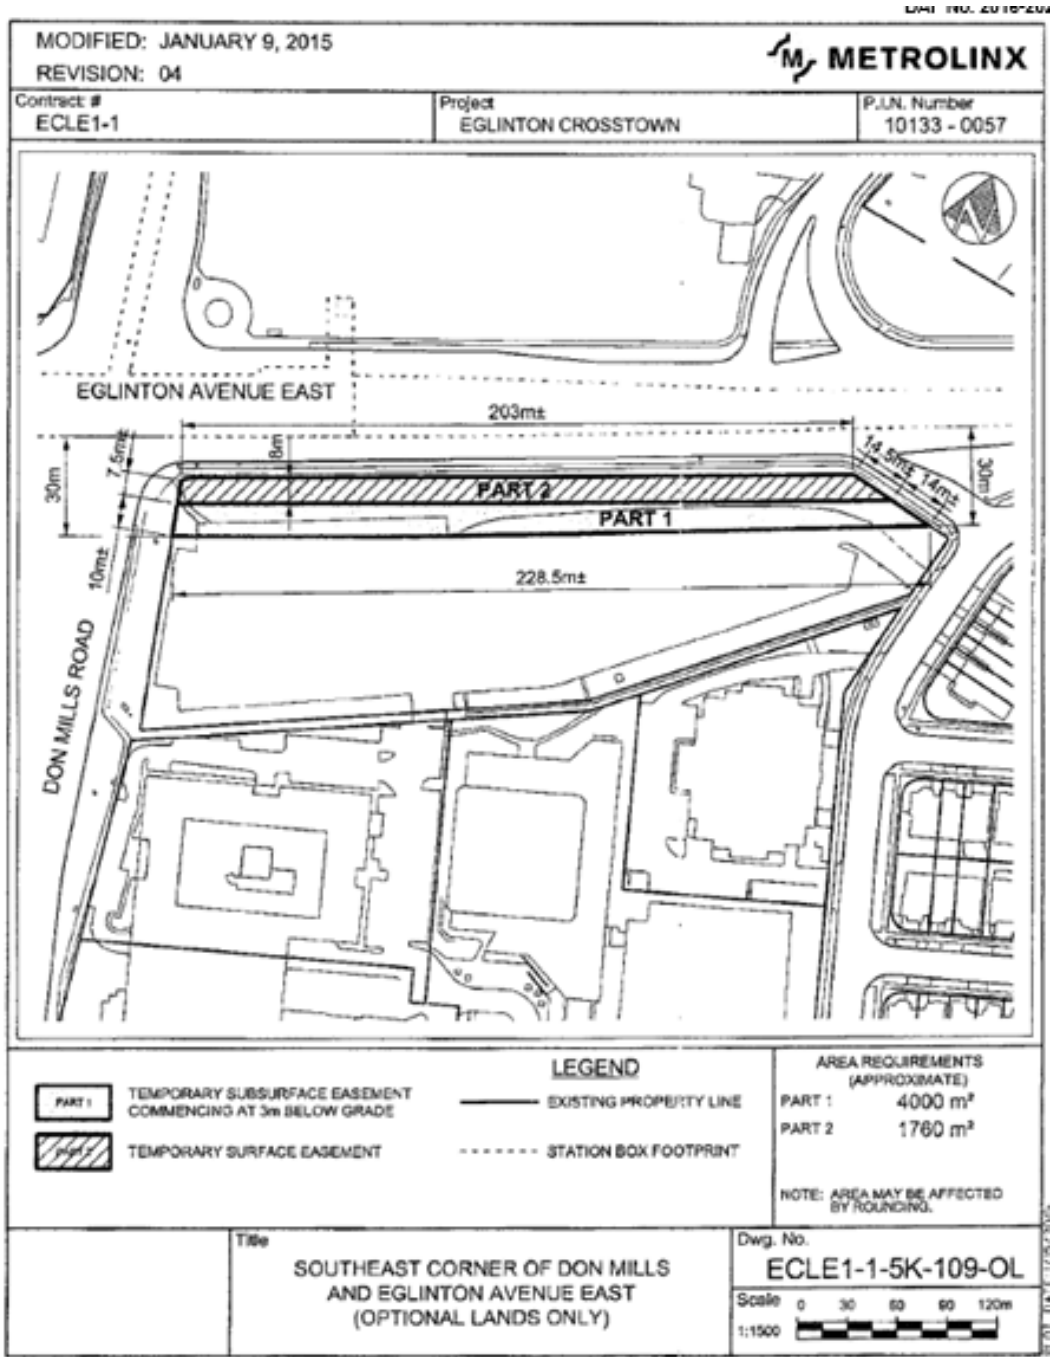 MODIFIED: JANUARY 9, 2015
REVISION: 04
METROLINX
Contract #
ECLE1-1
Project
EGLINTON CROSSTOWN
P.I.N. Number
10133 - 0057
EGLINTON AVENUE EAST
203m±
8m
7.5m±
30m
10m±
14.5m±
14m±
30m
PART 2
PART 1
228.5m±
DON MILLS ROAD
LEGEND
PART 1
TEMPORARY SUBSURFACE EASEMENT
COMMENCING AT 3m BELOW GRADE
PART 2
TEMPORARY SURFACE EASEMENT
EXISTING PROPERTY LINE
STATION BOX FOOTPRINT
AREA REQUIREMENTS
(APPROXIMATE)
PART 1 4000 m²
PART 2 1760 m²
NOTE: AREA MAY BE AFFECTED
BY ROUNDING.
Title
SOUTHEAST CORNER OF DON MILLS
AND EGLINTON AVENUE EAST
(OPTIONAL LANDS ONLY)
Dwg. No.
ECLE1-1-5K-109-OL
Scale
1:1500
0 30 60 90 120m